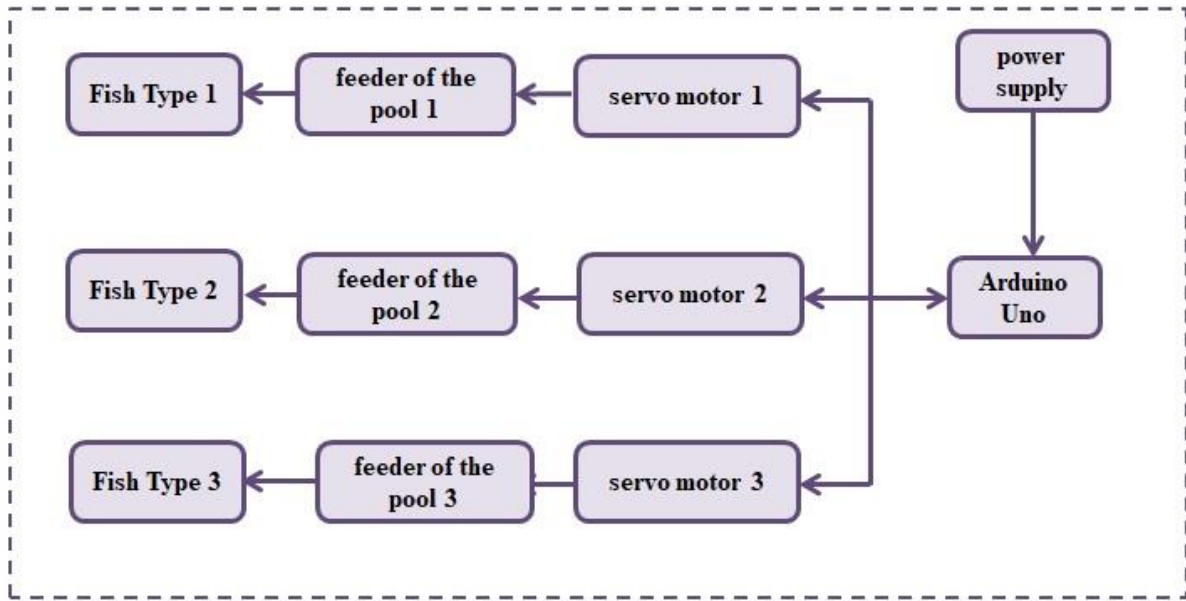 Fish Type 1
feeder of the
pool 1
servo motor 1
power
supply
Fish Type 2
feeder of the
pool 2
servo motor 2
Arduino
Uno
Fish Type 3
feeder of the
pool 3
servo motor 3